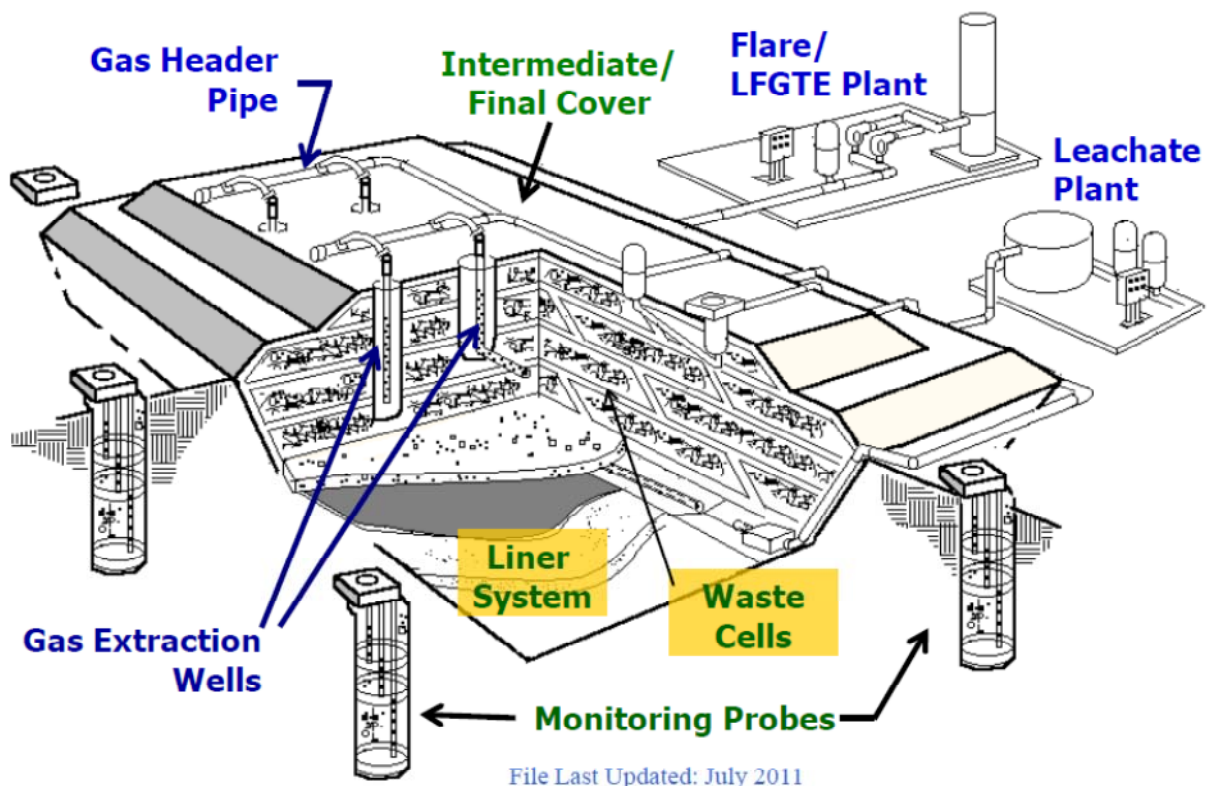 Gas Header
Pipe
Intermediate/
Final Cover
Flare/
LFGTE Plant
Leachate
Plant
Liner
System
Waste
Cells
Gas Extraction
Wells
Monitoring Probes
File Last Updated: July 2011